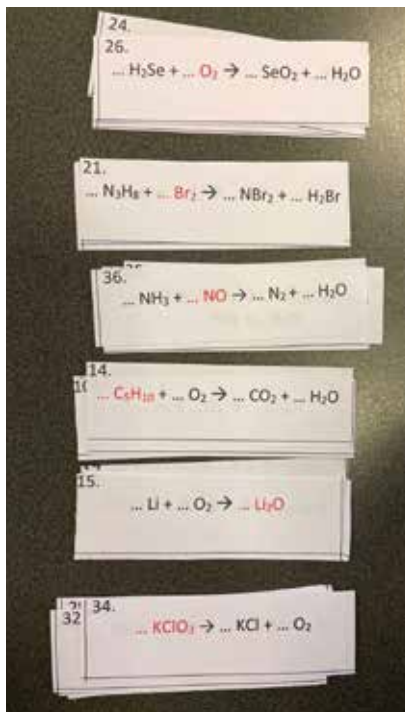 24.
26.
... H₂Se + ... O₂ → ... SeO₂ + ... H₂O
21.
... N₃H₈ + ... Br₂ → ... NBr₂ + ... H₂Br
36.
... NH₃ + ... NO → ... N₂ + ... H₂O
14.
... C₅H₁₀ + ... O₂ → ... CO₂ + ... H₂O
15.
... Li + ... O₂ → ... Li₂O
32
34.
... KClO₃ → ... KCl + ... O₂